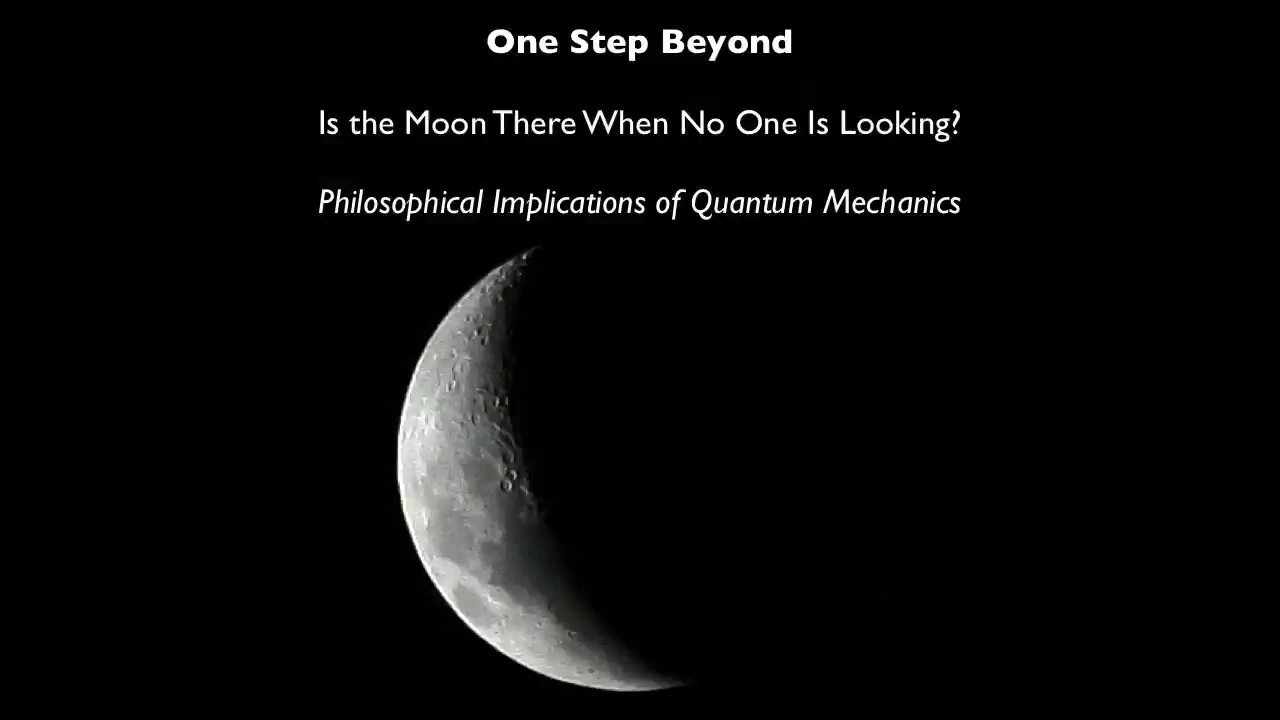 One Step Beyond
Is the Moon There When No One Is Looking?
Philosophical Implications of Quantum Mechanics